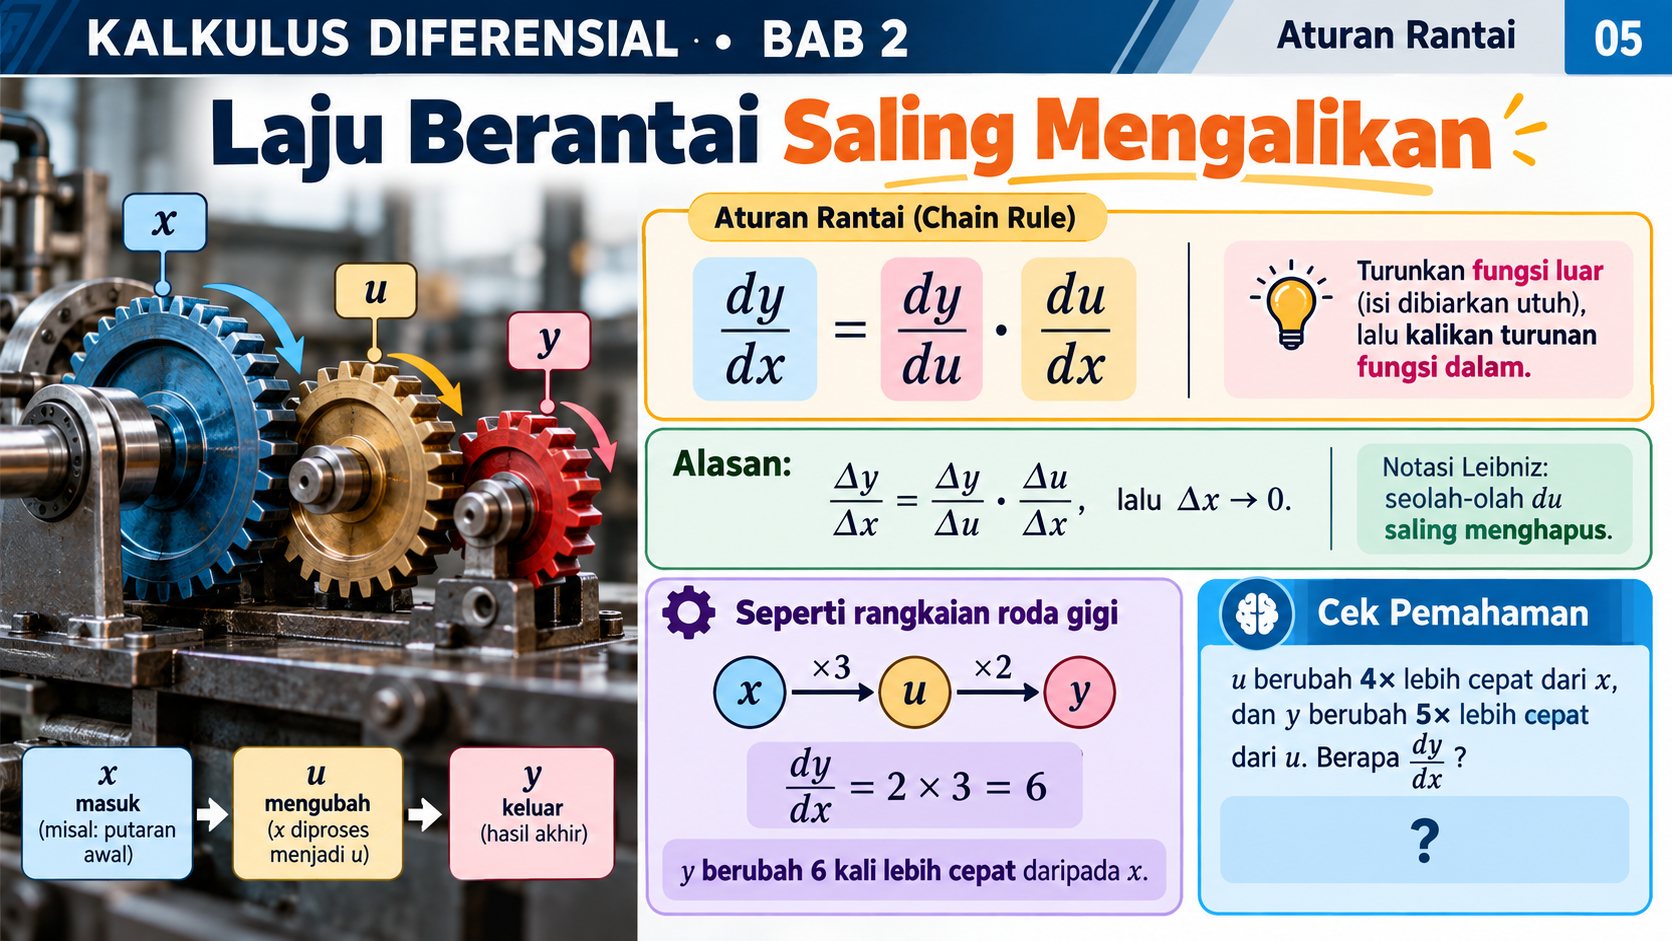 KALKULUS DIFERENSIAL · • BAB 2
Aturan Rantai
05
Laju Berantai Saling Mengalikan
x
u
y
x
masuk
(misal: putaran
awal)
u
mengubah
(x diproses
menjadi u)
y
keluar
(hasil akhir)
Aturan Rantai (Chain Rule)
dy/dx = dy/du · du/dx
Turunkan fungsi luar
(isi dibiarkan utuh),
lalu kalikan turunan
fungsi dalam.
Alasan:
Δy/Δx = Δy/Δu · Δu/Δx, lalu Δx → 0.
Notasi Leibniz:
seolah-olah du
saling menghapus.
Seperti rangkaian roda gigi
x ×3 u ×2 y
dy/dx = 2 × 3 = 6
y berubah 6 kali lebih cepat daripada x.
Cek Pemahaman
u berubah 4× lebih cepat dari x,
dan y berubah 5× lebih cepat
dari u. Berapa dy/dx ?
?